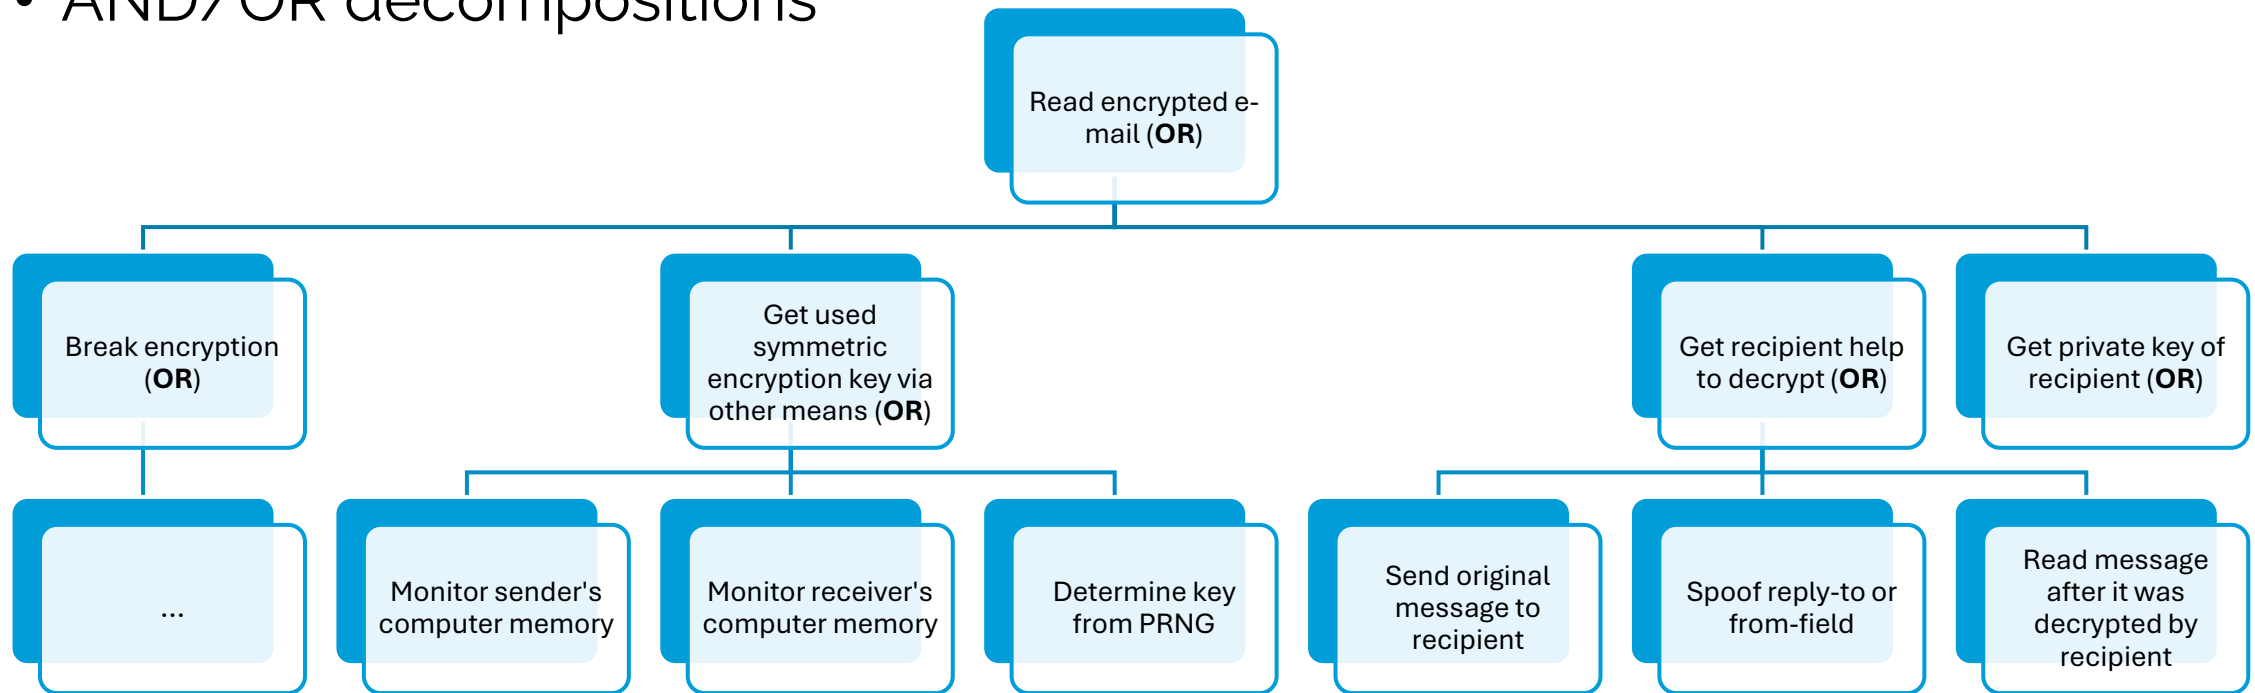 • AND/OR decompositions
Read encrypted e-
mail (OR)
Break encryption
(OR)
Get used
symmetric
encryption key via
other means (OR)
Get recipient help
to decrypt (OR)
Get private key of
recipient (OR)
...
Monitor sender's
computer memory
Monitor receiver's
computer memory
Determine key
from PRNG
Send original
message to
recipient
Spoof reply-to or
from-field
Read message
after it was
decrypted by
recipient